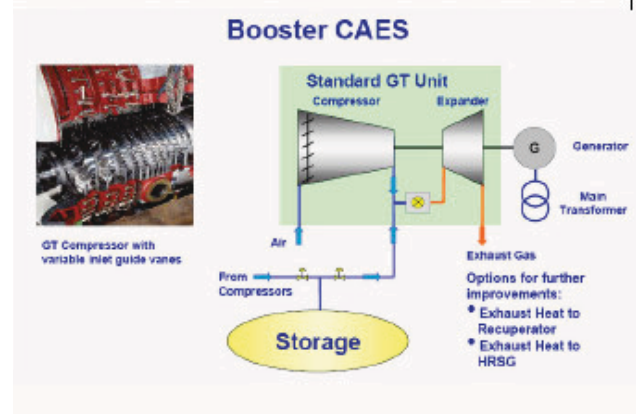 Booster CAES
Standard GT Unit
Compressor
Expander
G
Generator
Main
Transformer
GT Compressor with
variable inlet guide vanes
Air
Exhaust Gas
From
Compressors
Storage
Options for further
improvements:
• Exhaust Heat to
Recuperator
• Exhaust Heat to
HRSG